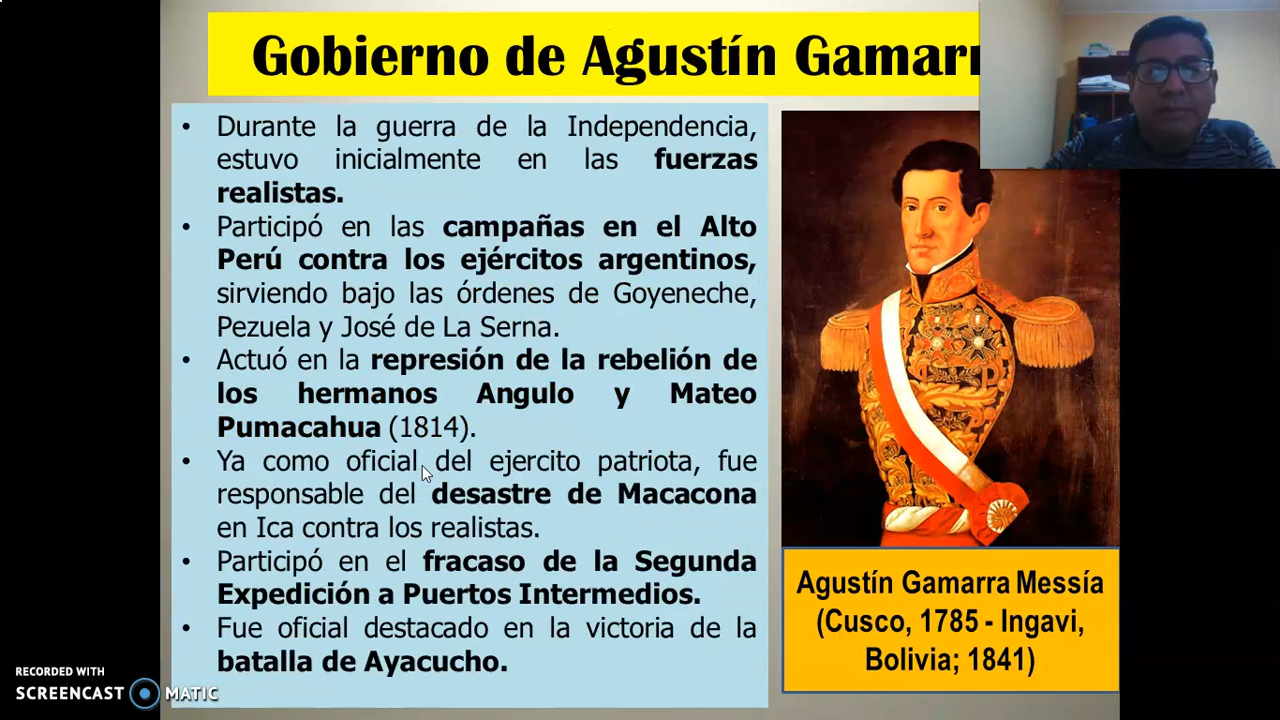 Gobierno de Agustín Gamarr
• Durante la guerra de la Independencia,
estuvo inicialmente en las fuerzas
realistas.
• Participó en las campañas en el Alto
Perú contra los ejércitos argentinos,
sirviendo bajo las órdenes de Goyeneche,
Pezuela y José de La Serna.
• Actuó en la represión de la rebelión de
los hermanos Angulo y Mateo
Pumacahua (1814).
• Ya como oficial del ejercito patriota, fue
responsable del desastre de Macacona
en Ica contra los realistas.
• Participó en el fracaso de la Segunda
Expedición a Puertos Intermedios.
• Fue oficial destacado en la victoria de la
batalla de Ayacucho.
Agustín Gamarra Messía
(Cusco, 1785 - Ingavi,
Bolivia; 1841)
RECORDED WITH
SCREENCAST MATIC